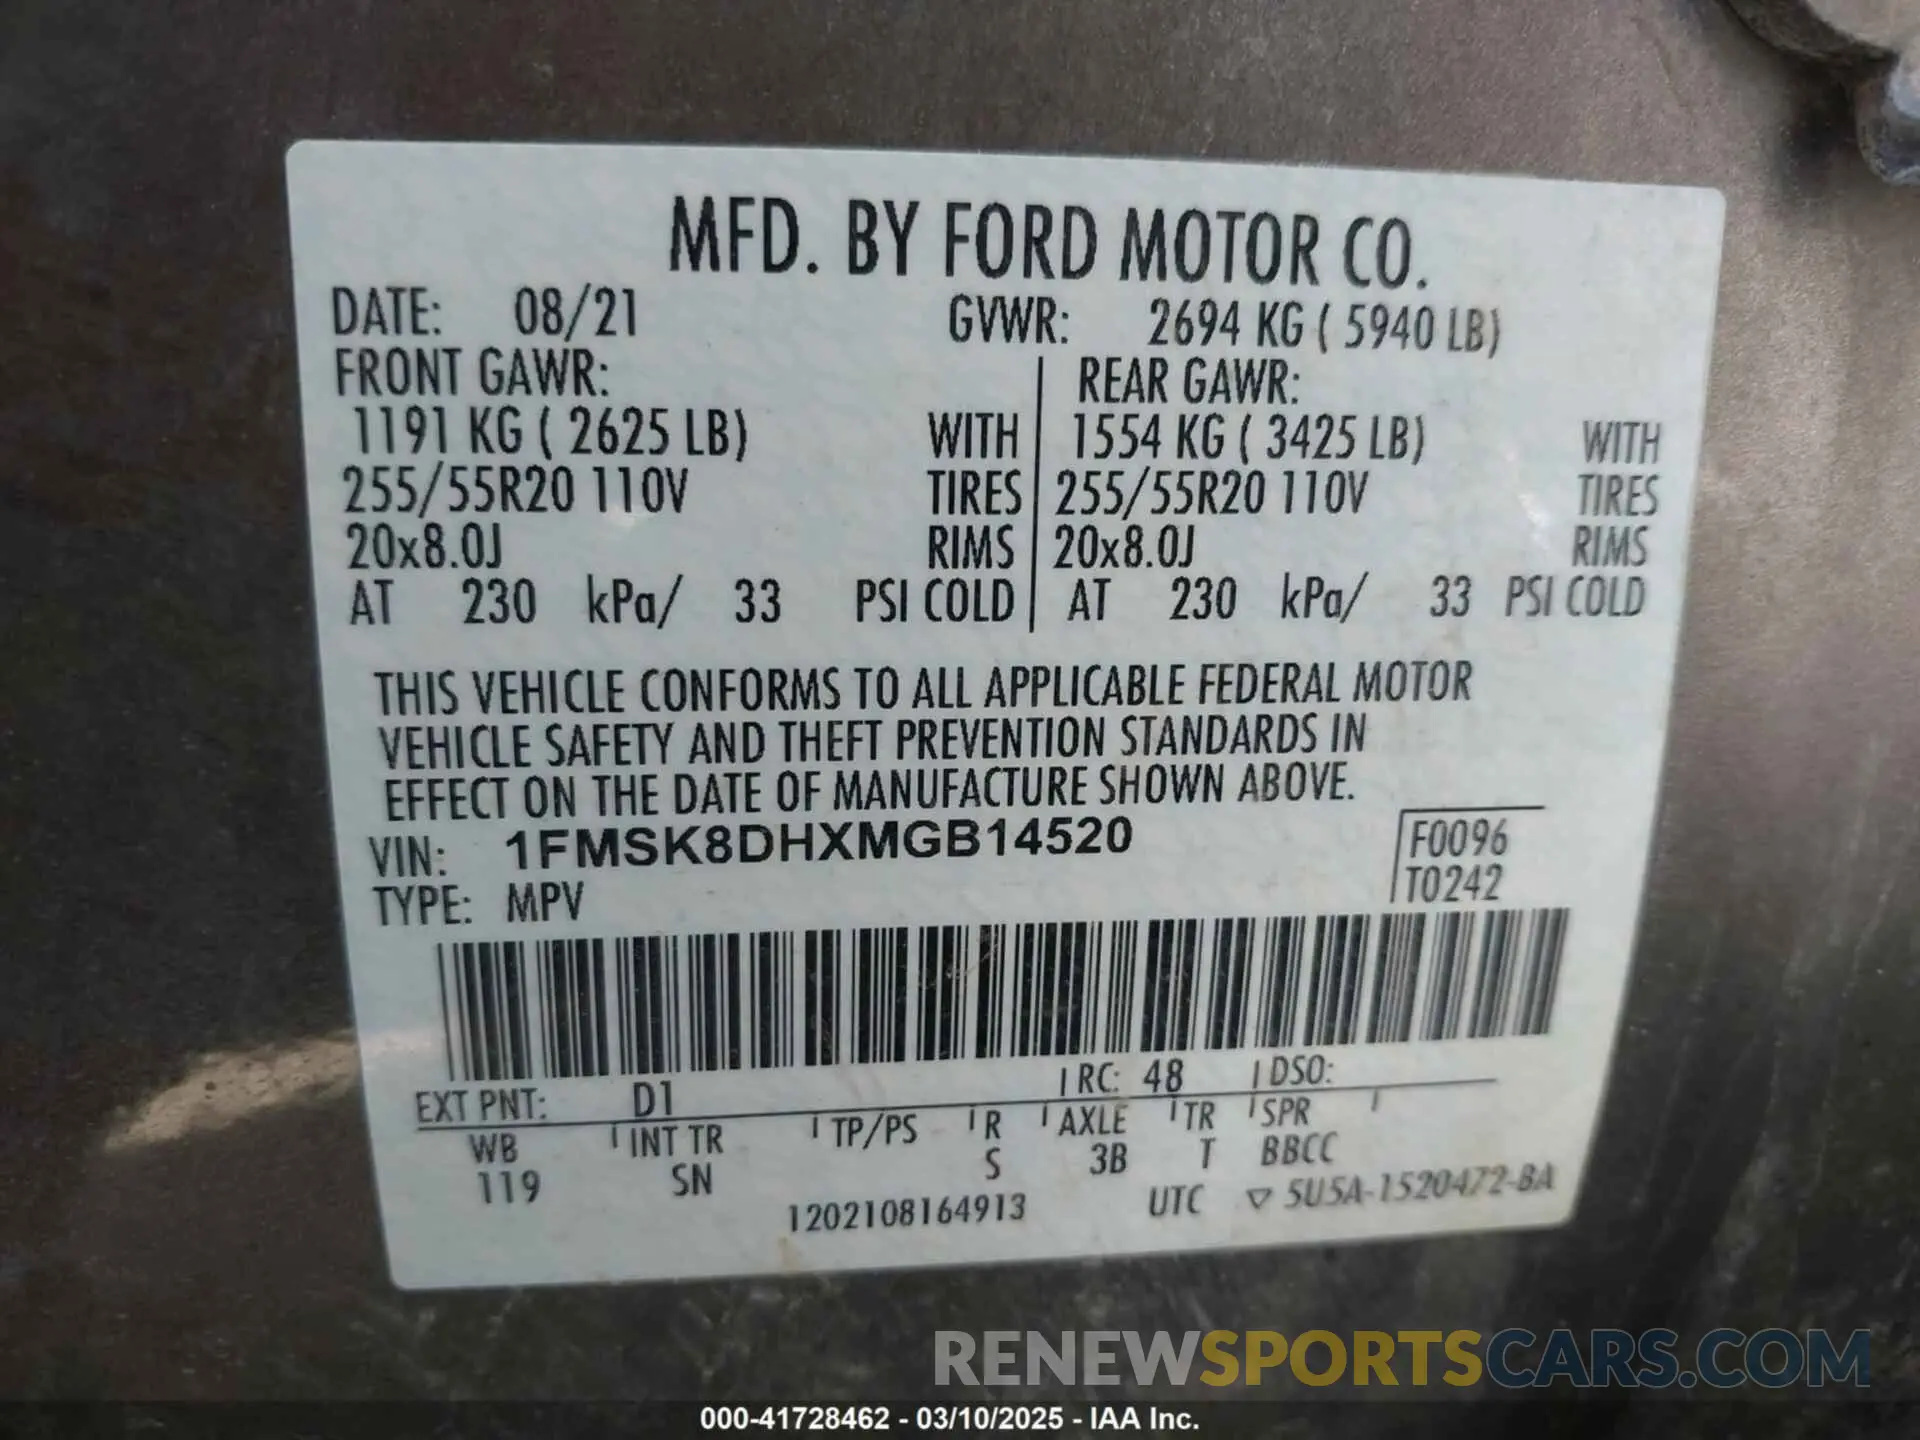 MFD. BY FORD MOTOR CO.
DATE: 08/21 GVWR: 2694 KG ( 5940 LB)
FRONT GAWR: REAR GAWR:
1191 KG ( 2625 LB) WITH 1554 KG ( 3425 LB) WITH
255/55R20 110V TIRES 255/55R20 110V TIRES
20x8.0J RIMS 20x8.0J RIMS
AT 230 kPa/ 33 PSI COLD AT 230 kPa/ 33 PSI COLD
THIS VEHICLE CONFORMS TO ALL APPLICABLE FEDERAL MOTOR
VEHICLE SAFETY AND THEFT PREVENTION STANDARDS IN
EFFECT ON THE DATE OF MANUFACTURE SHOWN ABOVE.
VIN: 1FMSK8DHXMGB14520 F0096
TYPE: MPV T0242
EXT PNT: D1 RC: 48 DSO:
WB INT TR TP/PS R AXLE TR SPR
119 SN S 3B T BBCC
1202108164913 UTC ▽ 5U5A-1520472-BA
RENEWSPORTSCARS.COM
000-41728462 - 03/10/2025 - IAA Inc.